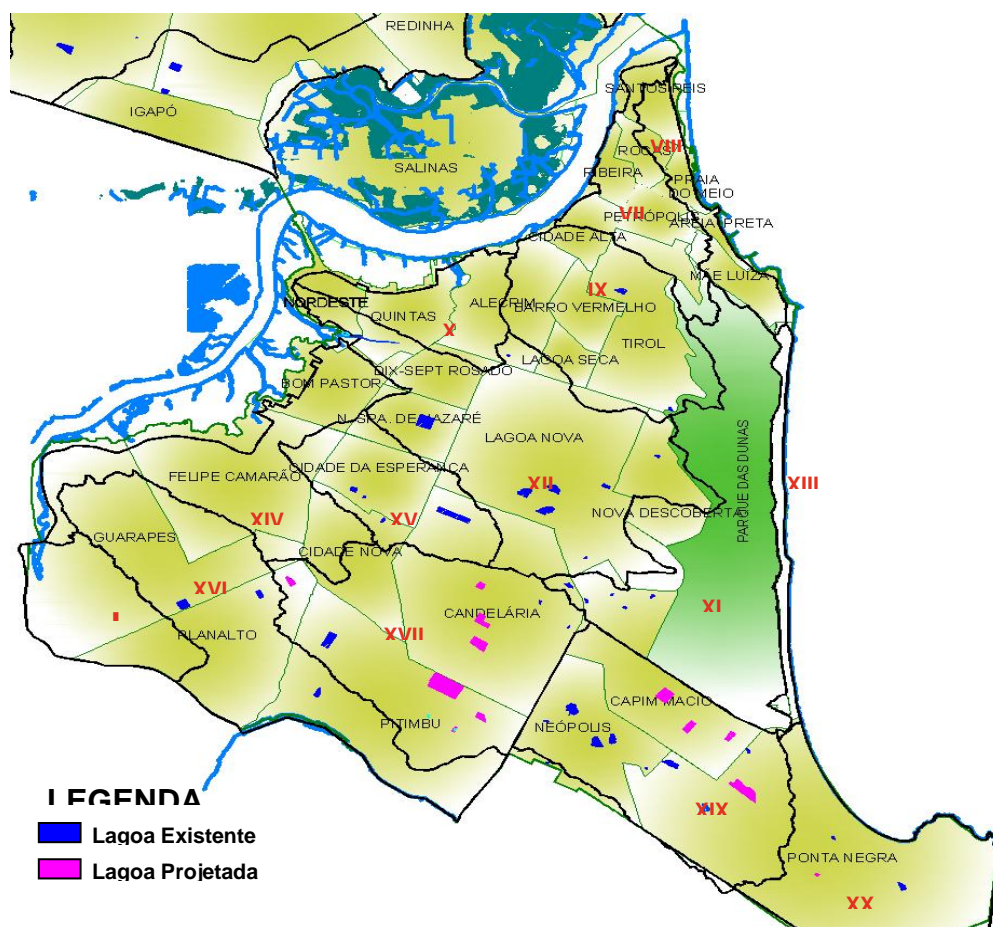 REDINHA
IGAPÓ
SANTOS REIS
SALINAS
ROCAS
VIII
RIBEIRA
PRAIA
DO MEIO
VII
PETRÓPOLIS
AREIA PRETA
CIDADE ALTA
MÃE LUÍZA
IX
NORDESTE
ALECRIM
BARRO VERMELHO
QUINTAS
X
TIROL
LAGOA SECA
DIX-SEPT ROSADO
BOM PASTOR
N. SRA. DE NAZARÉ
LAGOA NOVA
PARQUE DAS DUNAS
CIDADE DA ESPERANÇA
FELIPE CAMARÃO
XII
XIII
NOVA DESCOBERTA
XIV
XV
GUARAPES
CIDADE NOVA
XVI
XI
I
CANDELÁRIA
PLANALTO
XVII
CAPIM MACIO
PITIMBU
NEÓPOLIS
LEGENDA
XIX
Lagoa Existente
PONTA NEGRA
Lagoa Projetada
XX